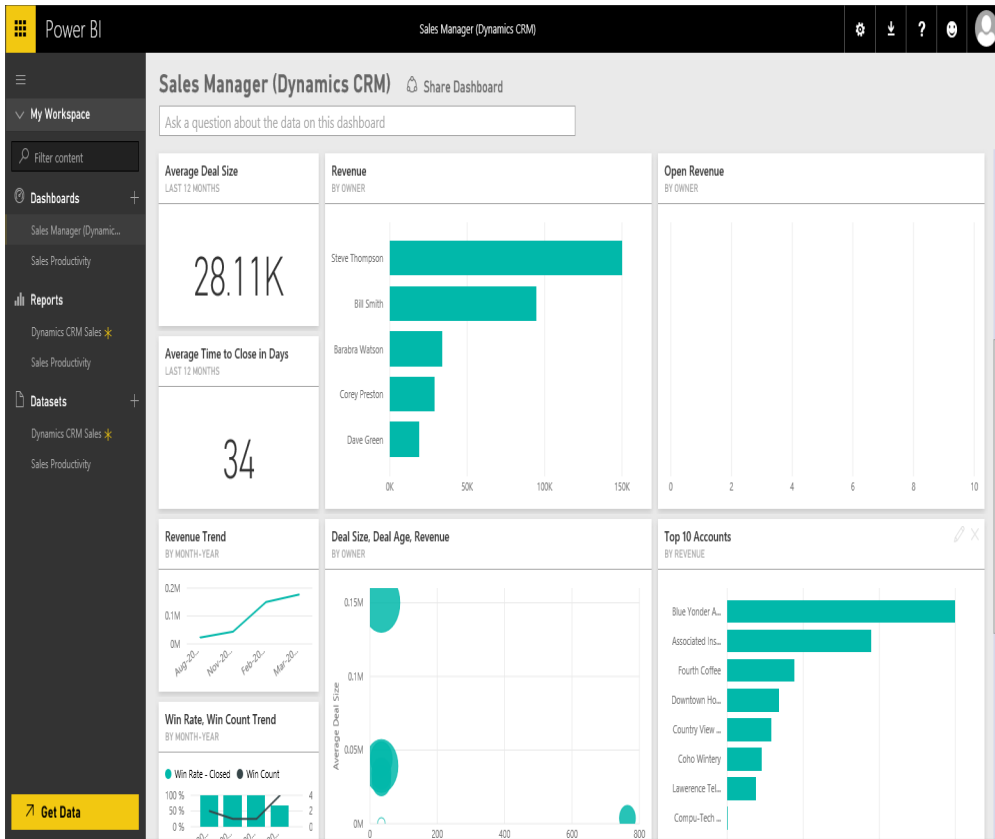 Power BI
Sales Manager (Dynamics CRM)
?
My Workspace
Filter content
Dashboards +
Sales Manager (Dynamic...
Sales Productivity
Reports
Dynamics CRM Sales
Sales Productivity
Datasets +
Dynamics CRM Sales
Sales Productivity
Get Data
Sales Manager (Dynamics CRM) Share Dashboard
Ask a question about the data on this dashboard
Average Deal Size
LAST 12 MONTHS
28.11K
Average Time to Close in Days
LAST 12 MONTHS
34
Revenue
BY OWNER
Steve Thompson
Bill Smith
Barabra Watson
Corey Preston
Dave Green
0K 50K 100K 150K
Open Revenue
BY OWNER
0 2 4 6 8 10
Revenue Trend
BY MONTH-YEAR
0.2M
0.1M
0M
Aug-20... Nov-20... Feb-20... Mar-20...
Win Rate, Win Count Trend
BY MONTH-YEAR
Win Rate - Closed Win Count
100 % 4
50 % 2
0 % 0
Deal Size, Deal Age, Revenue
BY OWNER
Average Deal Size
0.15M
0.1M
0.05M
0M
0 200 400 600 800
Top 10 Accounts
BY REVENUE
Blue Yonder A...
Associated Ins...
Fourth Coffee
Downtown Ho...
Country View ...
Coho Wintery
Lawerence Tel...
Compu-Tech ...